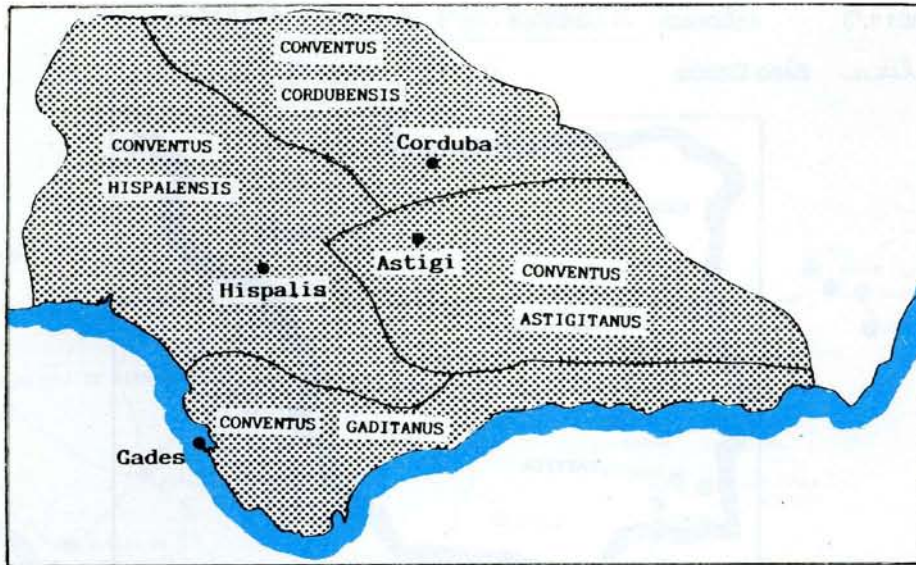 CONVENTUS
CORDUBENSIS
Corduba
CONVENTUS
HISPALENSIS
Astigi
Hispalis
CONVENTUS
ASTIGITANUS
CONVENTUS GADITANUS
Gades